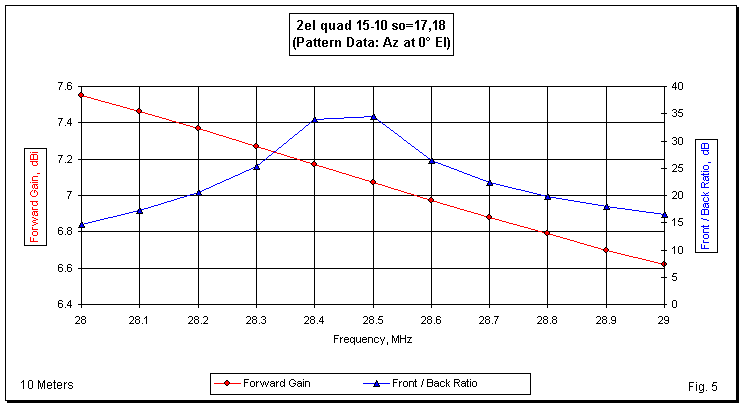 2el quad 15-10 so=17,18
(Pattern Data: Az at 0° El)
7.6
7.4
7.2
7
6.8
6.6
6.4
Forward Gain, dBi
40
35
30
25
20
15
10
5
0
Front / Back Ratio, dB
28 28.1 28.2 28.3 28.4 28.5 28.6 28.7 28.8 28.9 29
Frequency, MHz
10 Meters
Forward Gain
Front / Back Ratio
Fig. 5